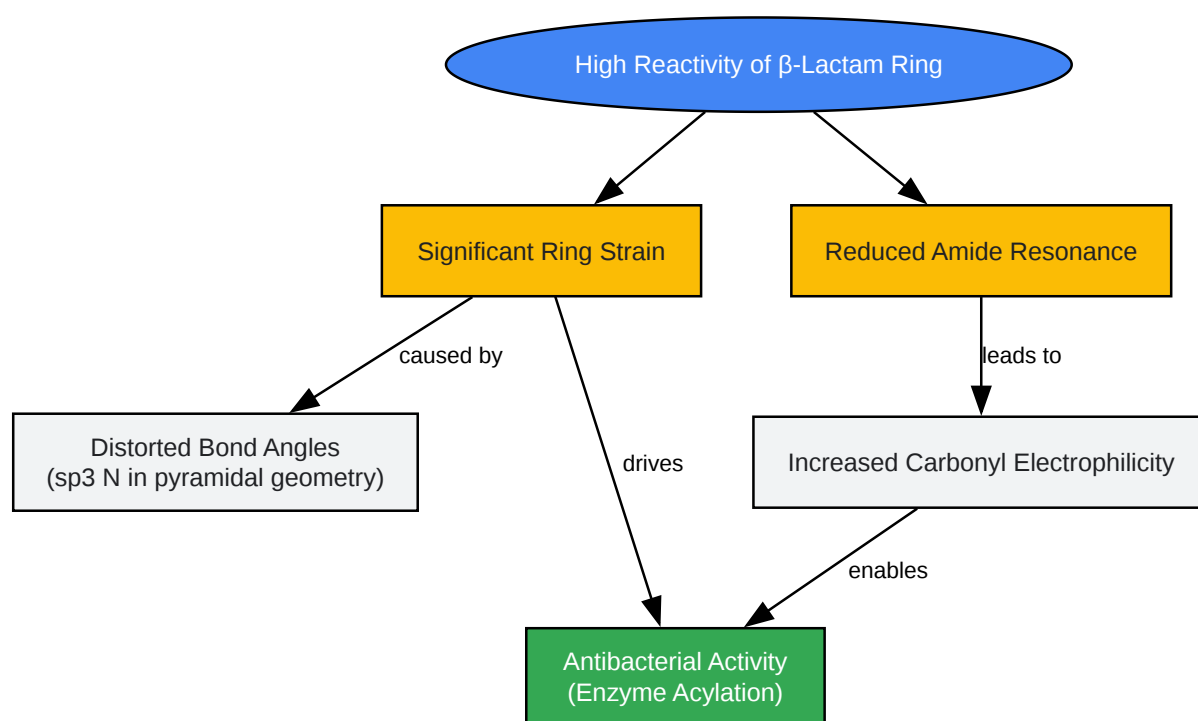 High Reactivity of β-Lactam Ring
Significant Ring Strain
Reduced Amide Resonance
caused by
leads to
Distorted Bond Angles
(sp3 N in pyramidal geometry)
drives
Increased Carbonyl Electrophilicity
enables
Antibacterial Activity
(Enzyme Acylation)